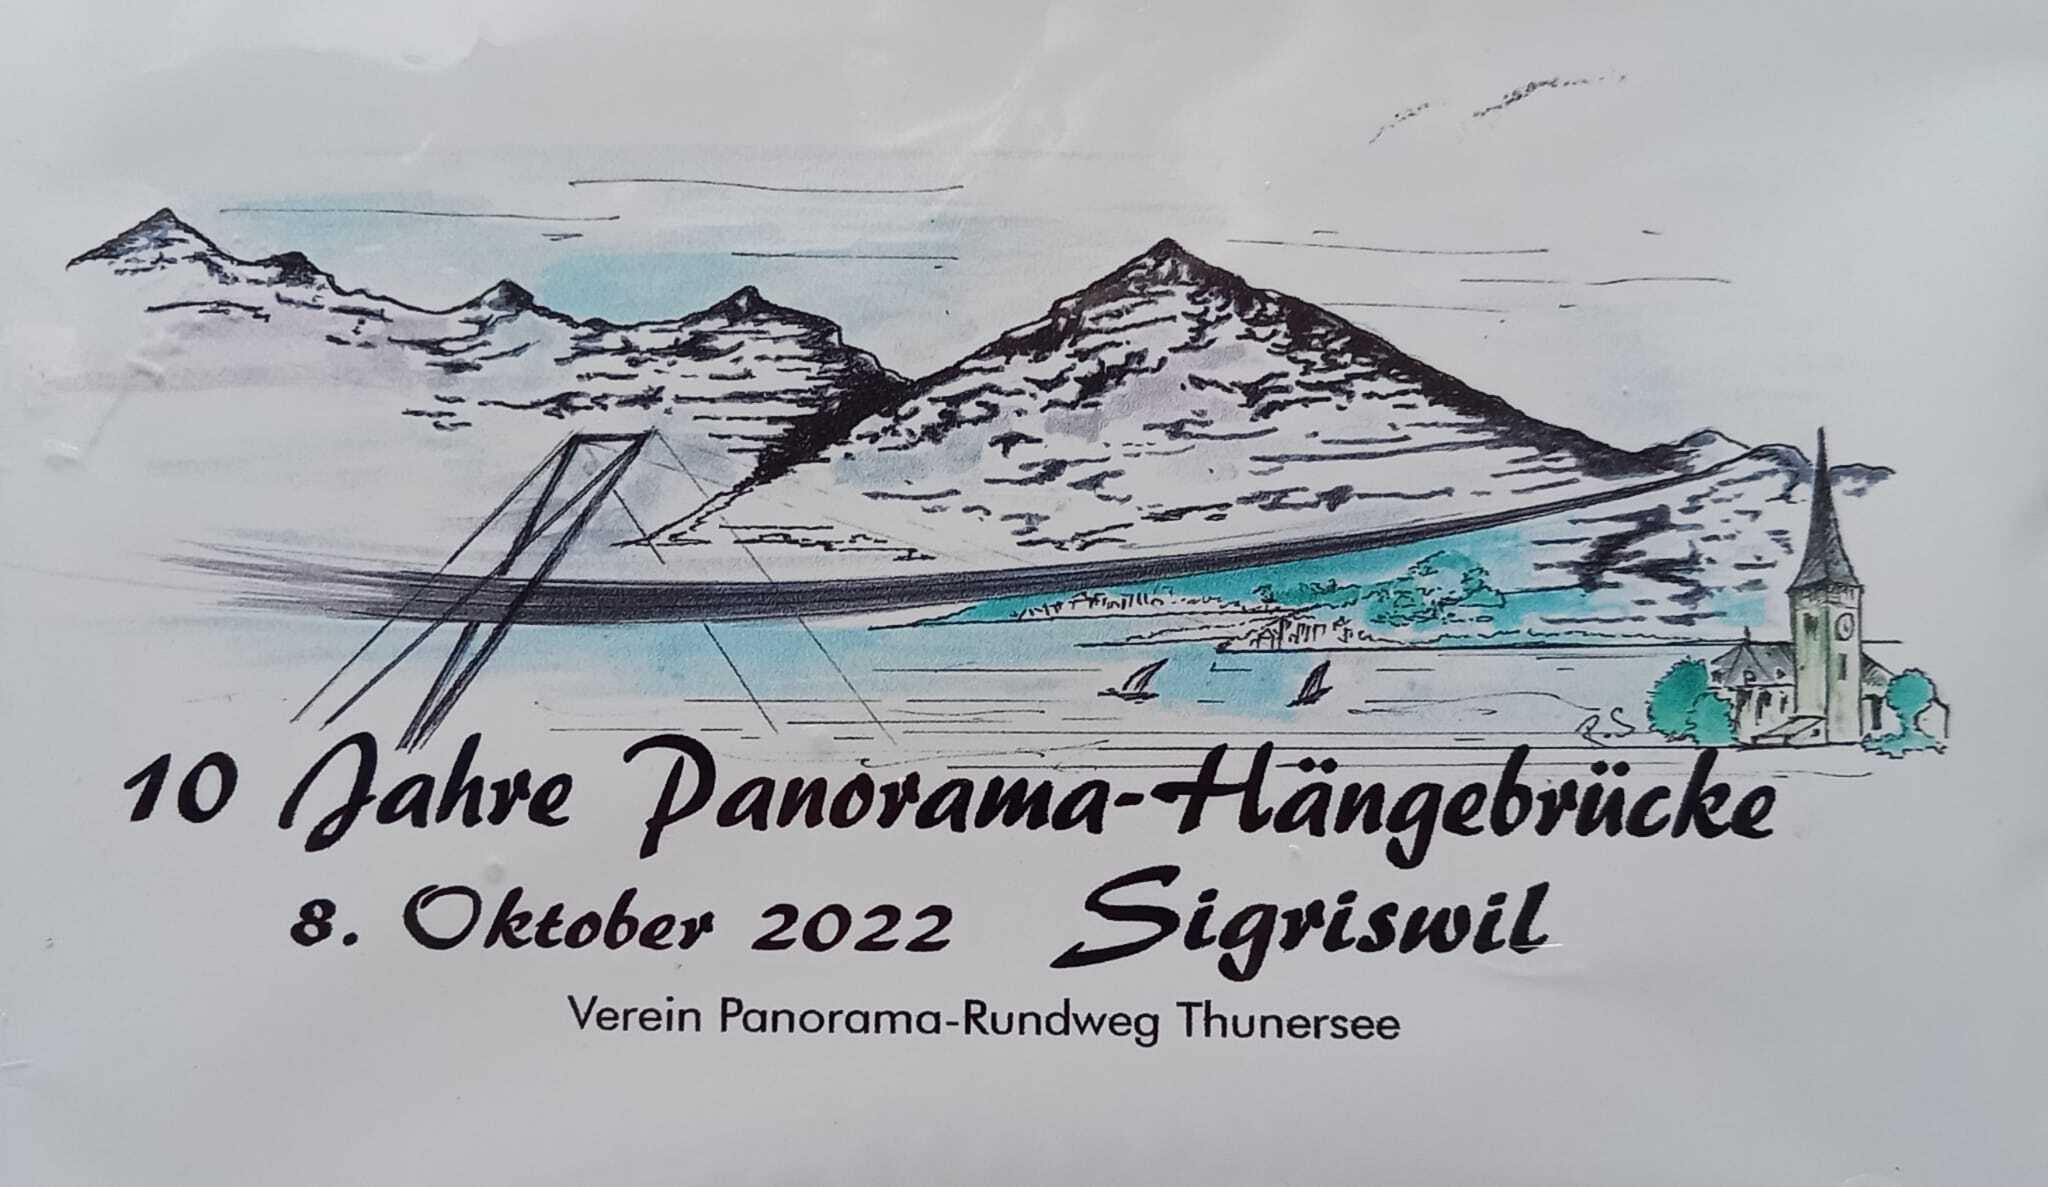 R.S
10 Jahre Panorama-Hängebrücke
8. Oktober 2022 Sigriswil
Verein Panorama-Rundweg Thunersee